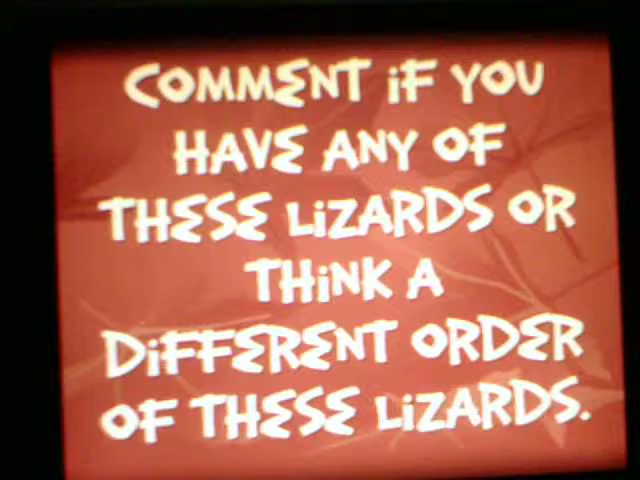 COMMENT iF YOU
HAVE ANY OF
THESE LiZARDS OR
THiNK A
DiFFERENT ORDER
OF THESE LiZARDS.